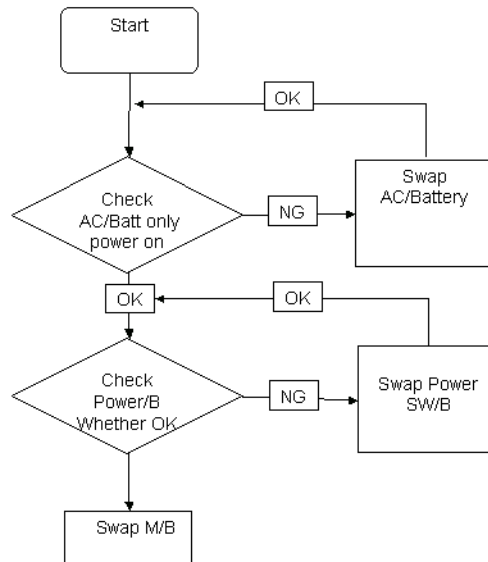 Start
OK
Check
AC/Batt only
power on
NG
Swap
AC/Battery
OK
OK
Check
Power/B
Whether OK
NG
Swap Power
SW/B
Swap M/B